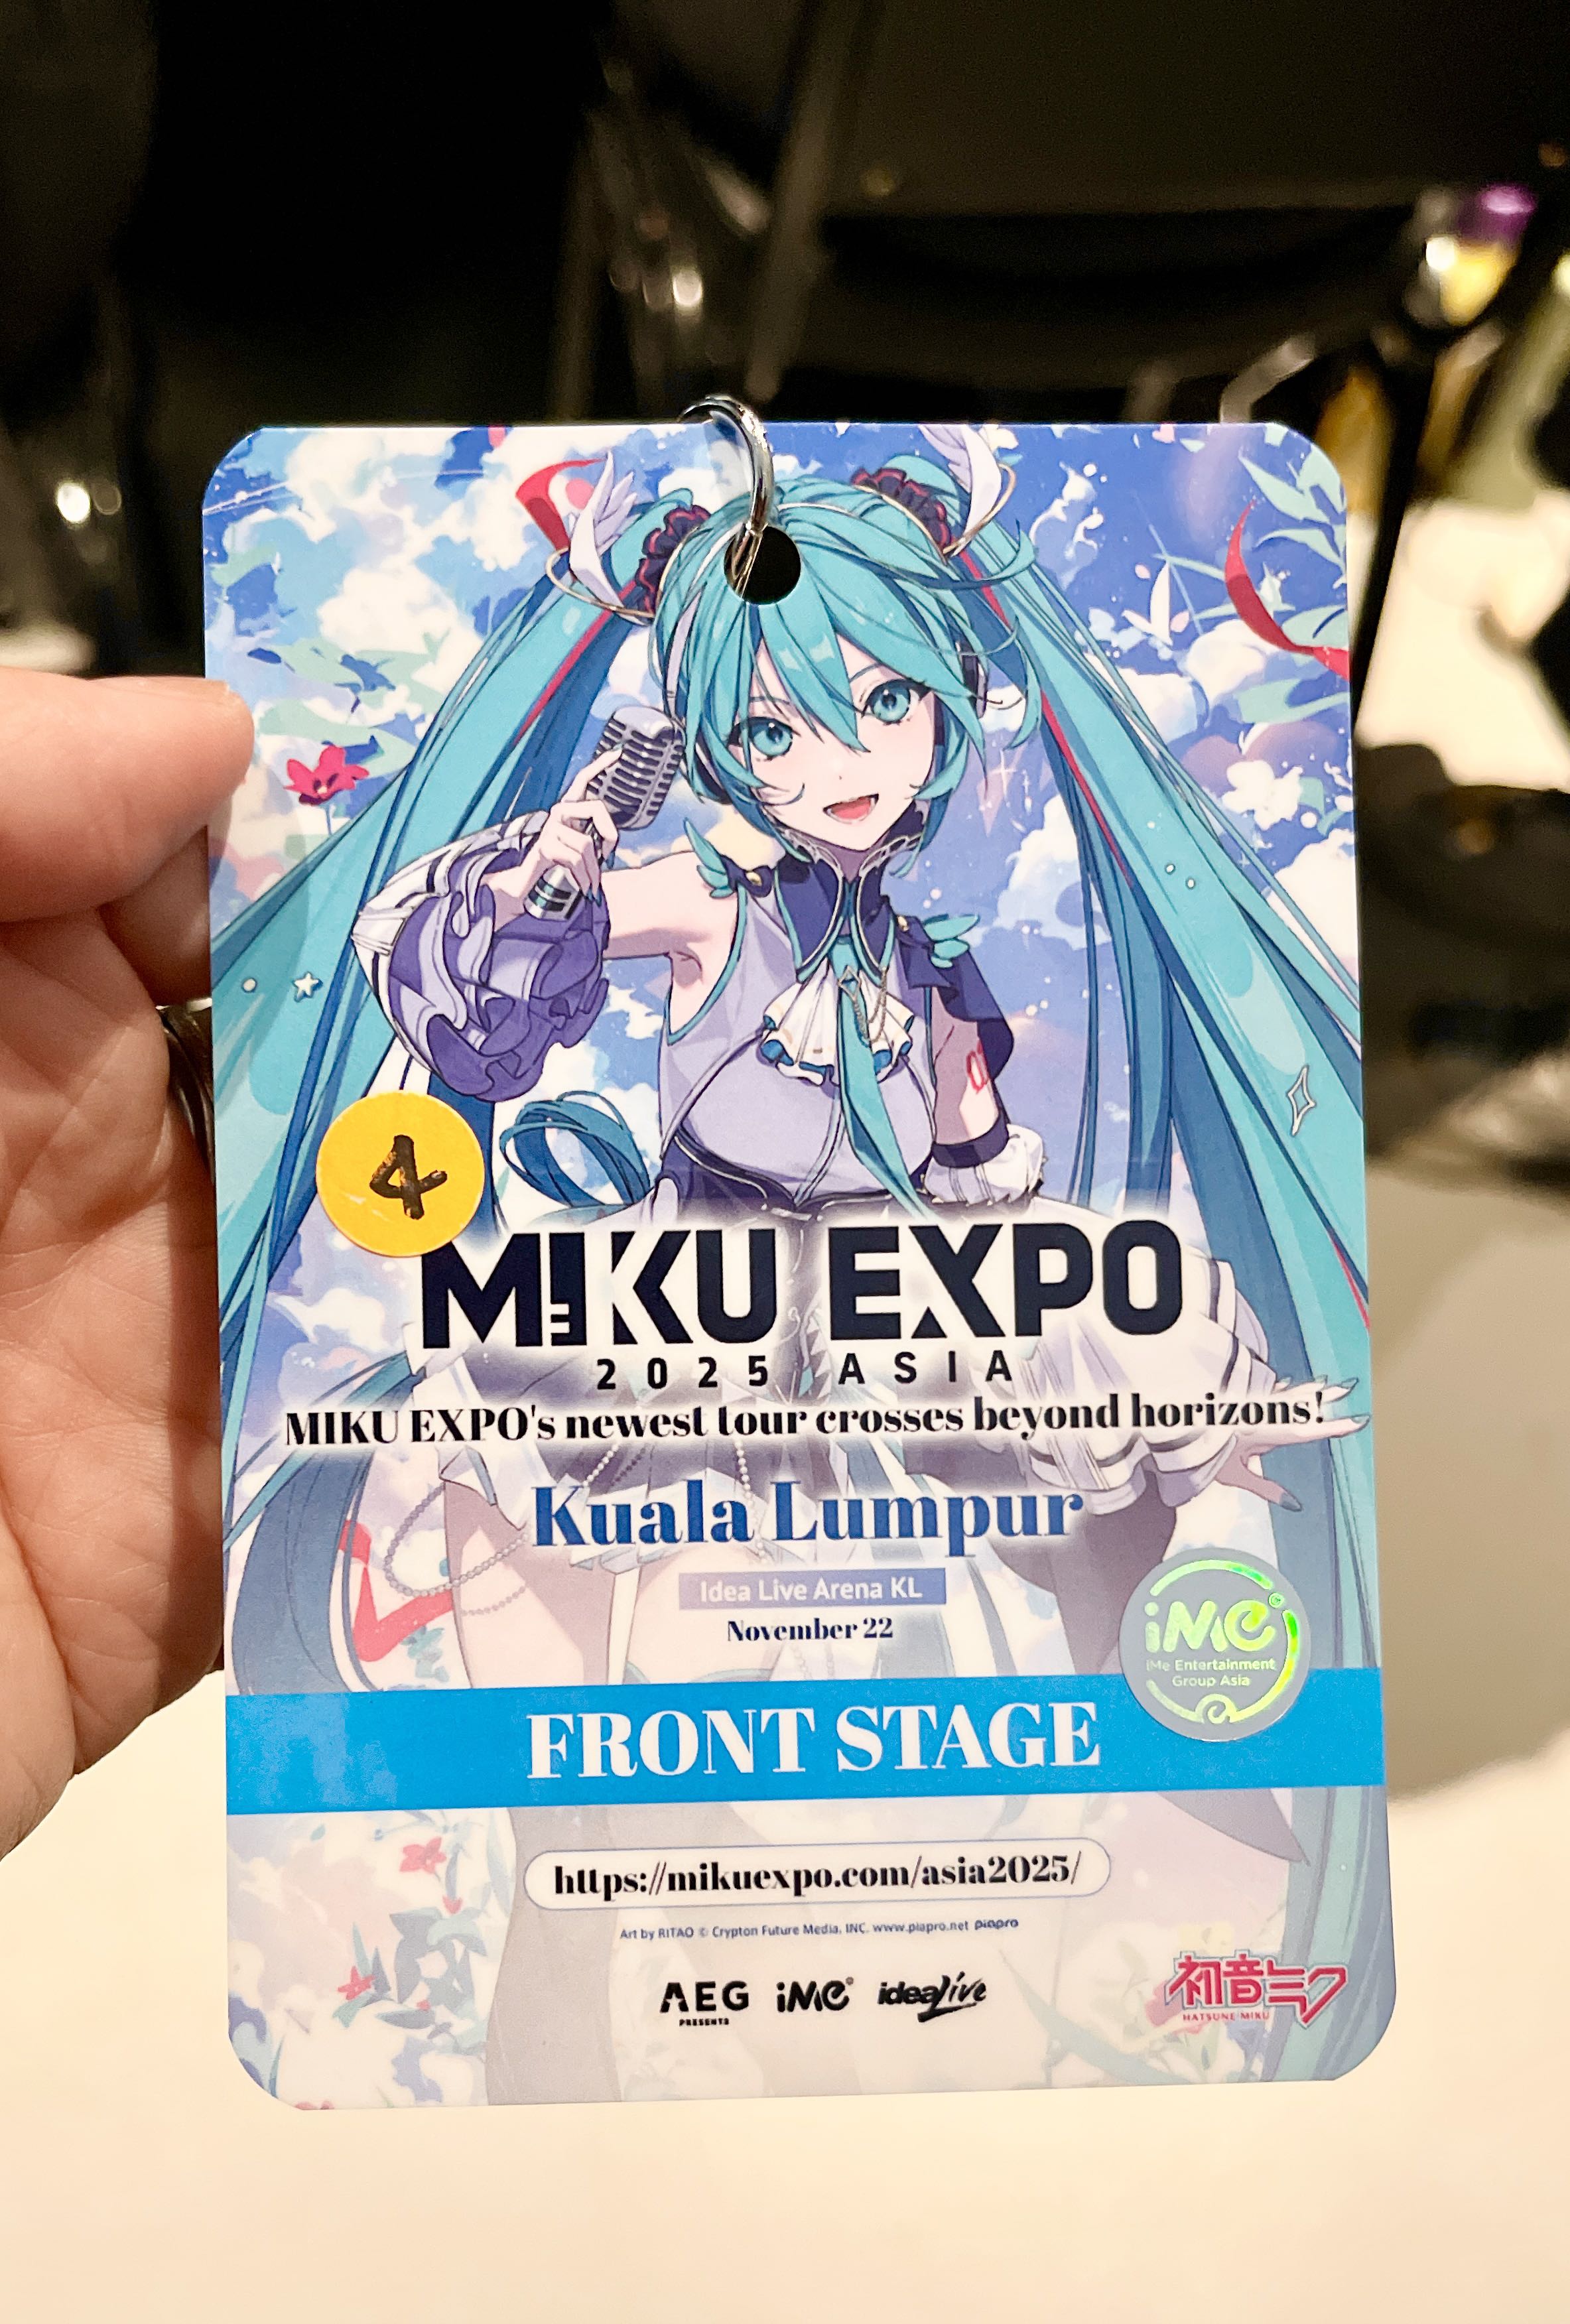 4
MIKU EXPO
2025 ASIA
MIKU EXPO's newest tour crosses beyond horizons!
Kuala Lumpur
Idea Live Arena KL
November 22
iMe
iMe Entertainment
Group Asia
FRONT STAGE
https://mikuexpo.com/asia2025/
Art by RITAO © Crypton Future Media, INC. www.piapro.net piapro
AEG
PRESENTS
iMe
idealive
初音ミク
HATSUNE MIKU